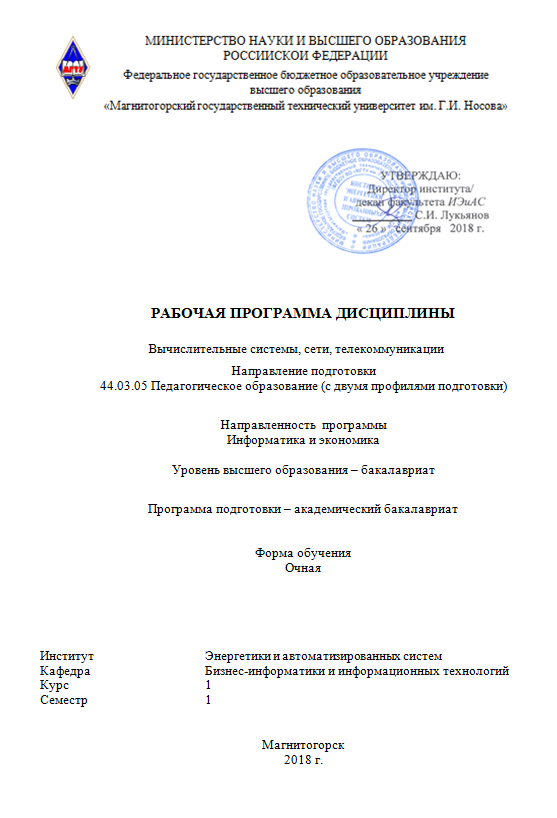 МГТУ
МИНИСТЕРСТВО НАУКИ И ВЫСШЕГО ОБРАЗОВАНИЯ
РОССИЙСКОЙ ФЕДЕРАЦИИ
Федеральное государственное бюджетное образовательное учреждение
высшего образования
«Магнитогорский государственный технический университет им. Г.И. Носова»
УТВЕРЖДАЮ:
Директор института/
декан факультета ИЭиАС
С.И. Лукьянов
« 26 » сентября 2018 г.
РАБОЧАЯ ПРОГРАММА ДИСЦИПЛИНЫ
Вычислительные системы, сети, телекоммуникации
Направление подготовки
44.03.05 Педагогическое образование (с двумя профилями подготовки)
Направленность программы
Информатика и экономика
Уровень высшего образования – бакалавриат
Программа подготовки – академический бакалавриат
Форма обучения
Очная
Институт Энергетики и автоматизированных систем
Кафедра Бизнес-информатики и информационных технологий
Курс 1
Семестр 1
Магнитогорск
2018 г.